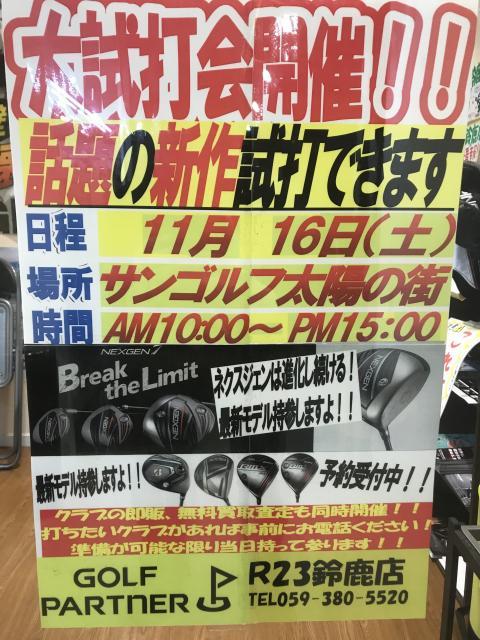 大試打会開催！！
話題の新作試打できます
日程 11月 16日(土)
場所 サンゴルフ太陽の街
時間 AM10:00～PM15:00
NEXGEN7
Break
the Limit
ネクスジェンは進化し続ける！
最新モデル持参しますよ！！
NEXGEN
最新モデル持参しますよ！！
予約受付中！！
クラブの即販、無料買取査定も同時開催！！
打ちたいクラブがあれば事前にお電話ください！
準備が可能な限り当日持って参ります！！
GOLF
PARTNER
R23鈴鹿店
TEL059-380-5520